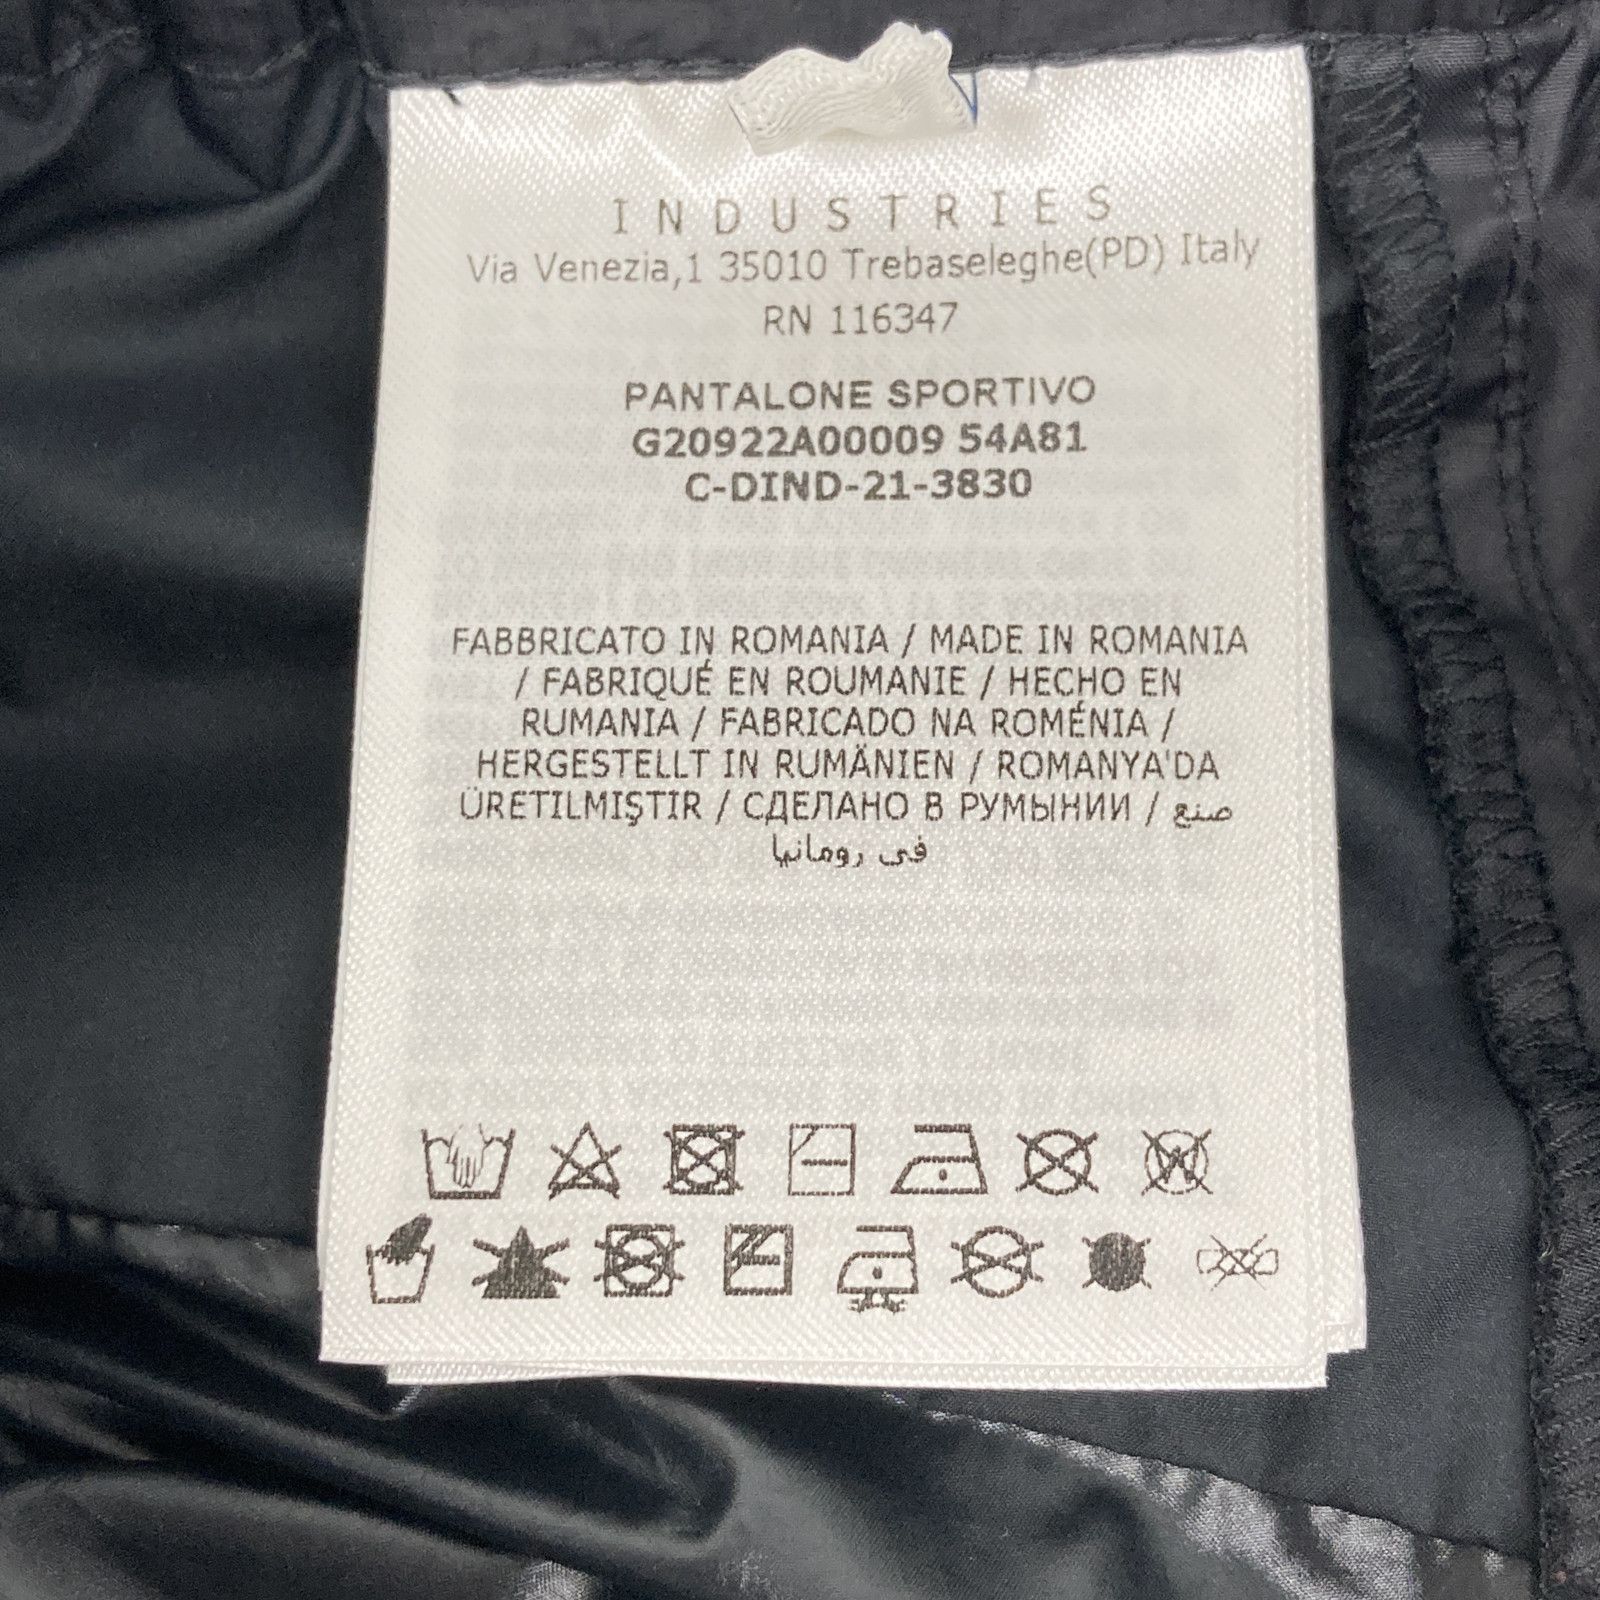 INDUSTRIES
Via Venezia,1 35010 Trebaseleghe(PD) Italy
RN 116347
PANTALONE SPORTIVO
G20922A00009 54A81
C-DIND-21-3830
FABBRICATO IN ROMANIA / MADE IN ROMANIA
/ FABRIQUÉ EN ROUMANIE / HECHO EN
RUMANIA / FABRICADO NA ROMÉNIA /
HERGESTELLT IN RUMÄNIEN / ROMANYA'DA
ÜRETILMIŞTIR / СДЕЛАНО В РУМЫНИИ / صنع
في رومانيا
W